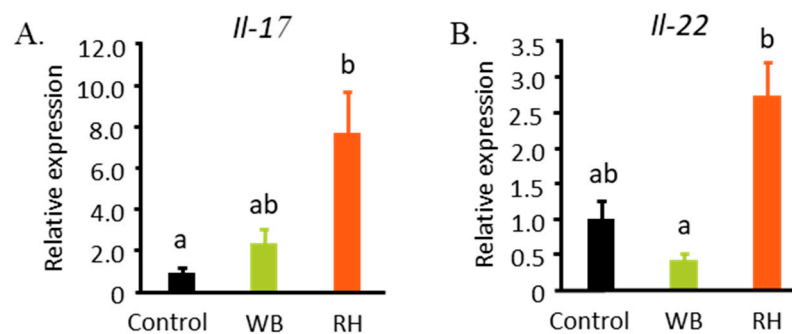 A.
Il-17
Relative expression
12.0
10.0
8.0
6.0
4.0
2.0
0
a
ab
b
Control WB RH
B.
Il-22
Relative expression
3.5
3.0
2.5
2.0
1.5
1.0
0.5
0
ab
a
b
Control WB RH